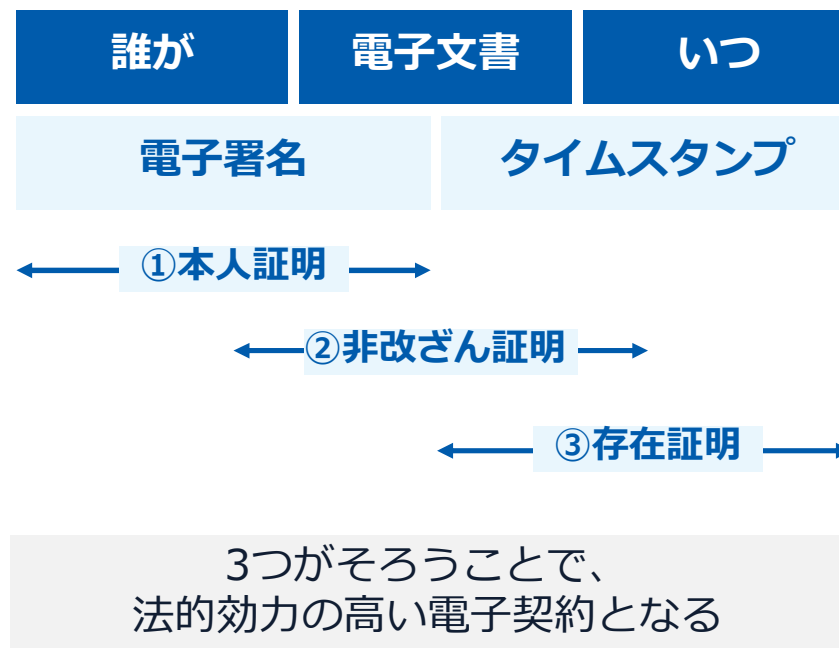 誰が
電子文書
いつ
電子署名
タイムスタンプ
①本人証明
②非改ざん証明
③存在証明
3つがそろうことで、
法的効力の高い電子契約となる